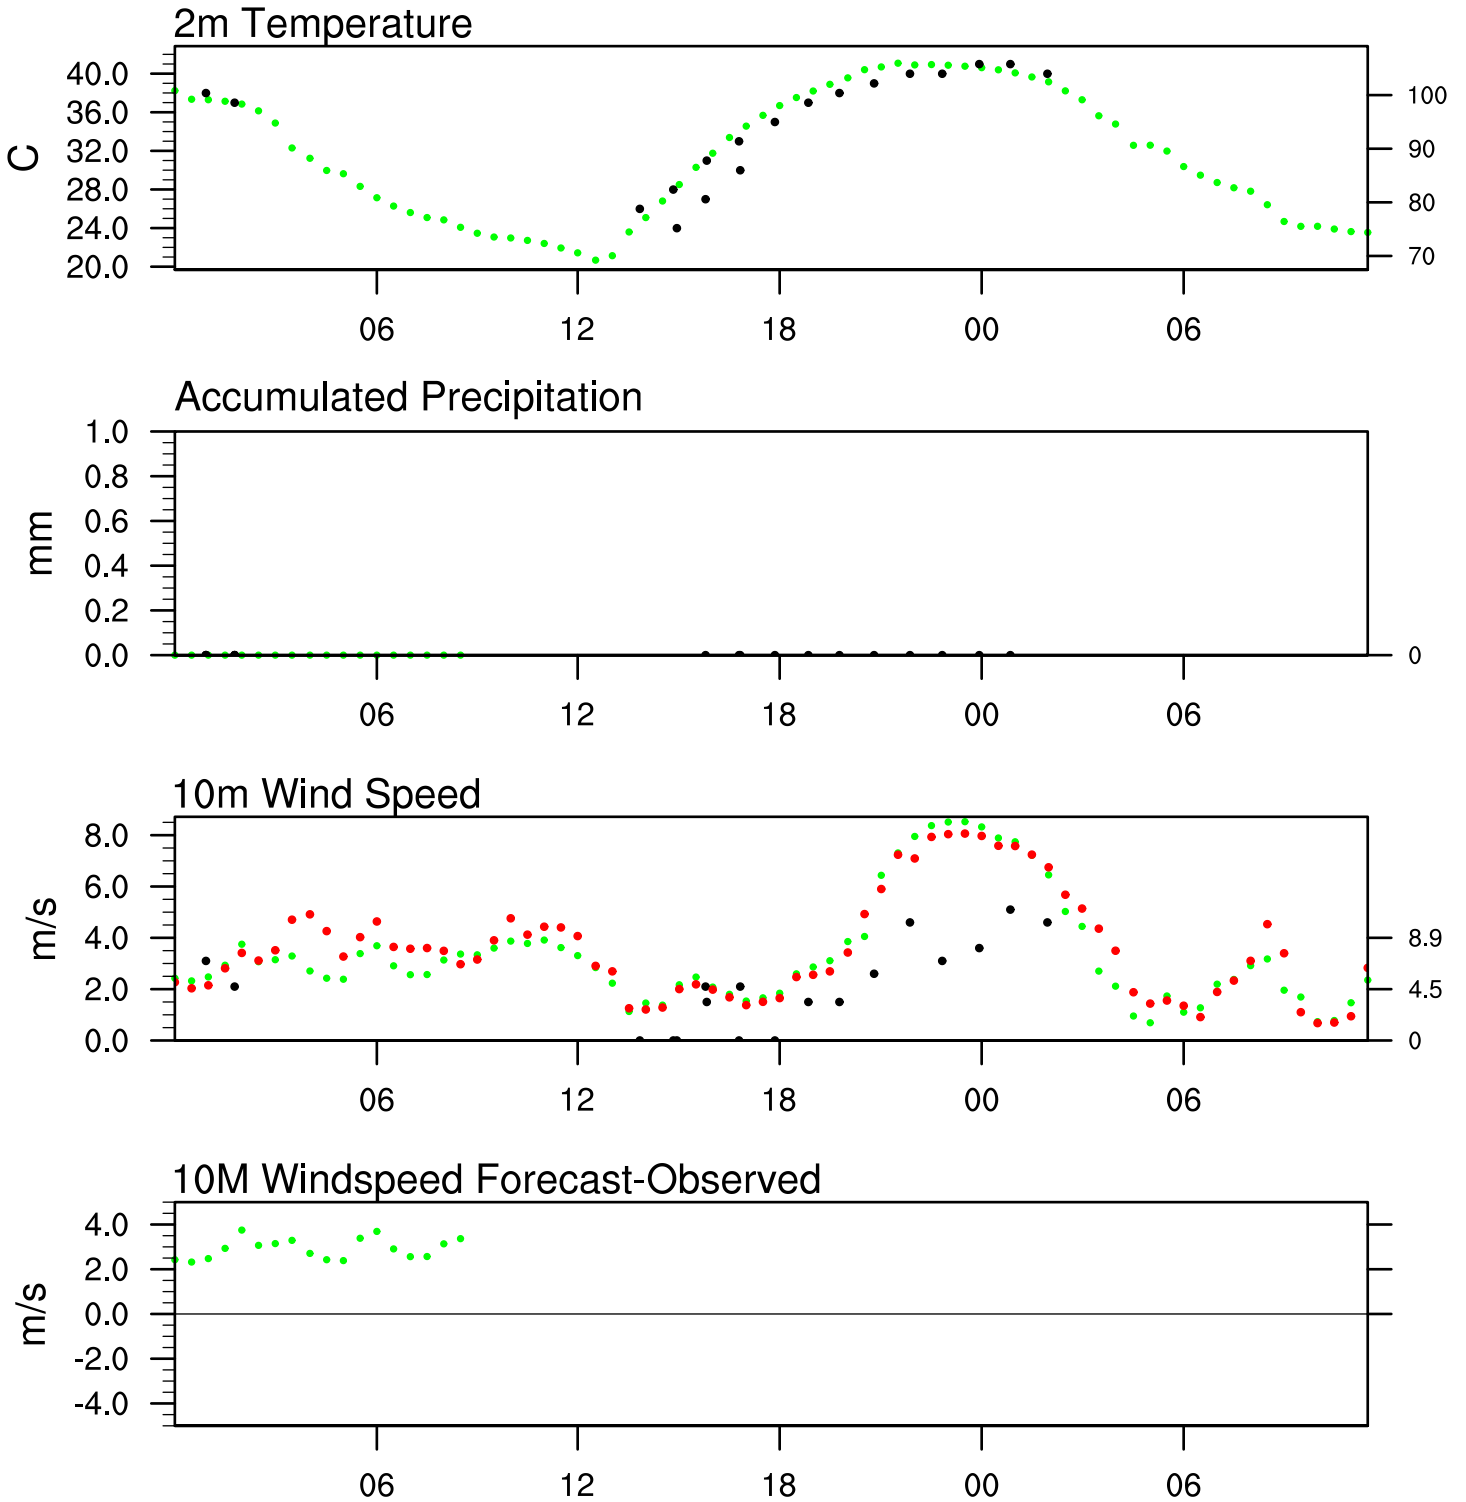 2m Temperature
C
40.0
36.0
32.0
28.0
24.0
20.0
100
90
80
70
06 12 18 00 06
Accumulated Precipitation
mm
1.0
0.8
0.6
0.4
0.2
0.0
0
06 12 18 00 06
10m Wind Speed
m/s
8.0
6.0
4.0
2.0
0.0
8.9
4.5
0
06 12 18 00 06
10M Windspeed Forecast-Observed
m/s
4.0
2.0
0.0
-2.0
-4.0
06 12 18 00 06